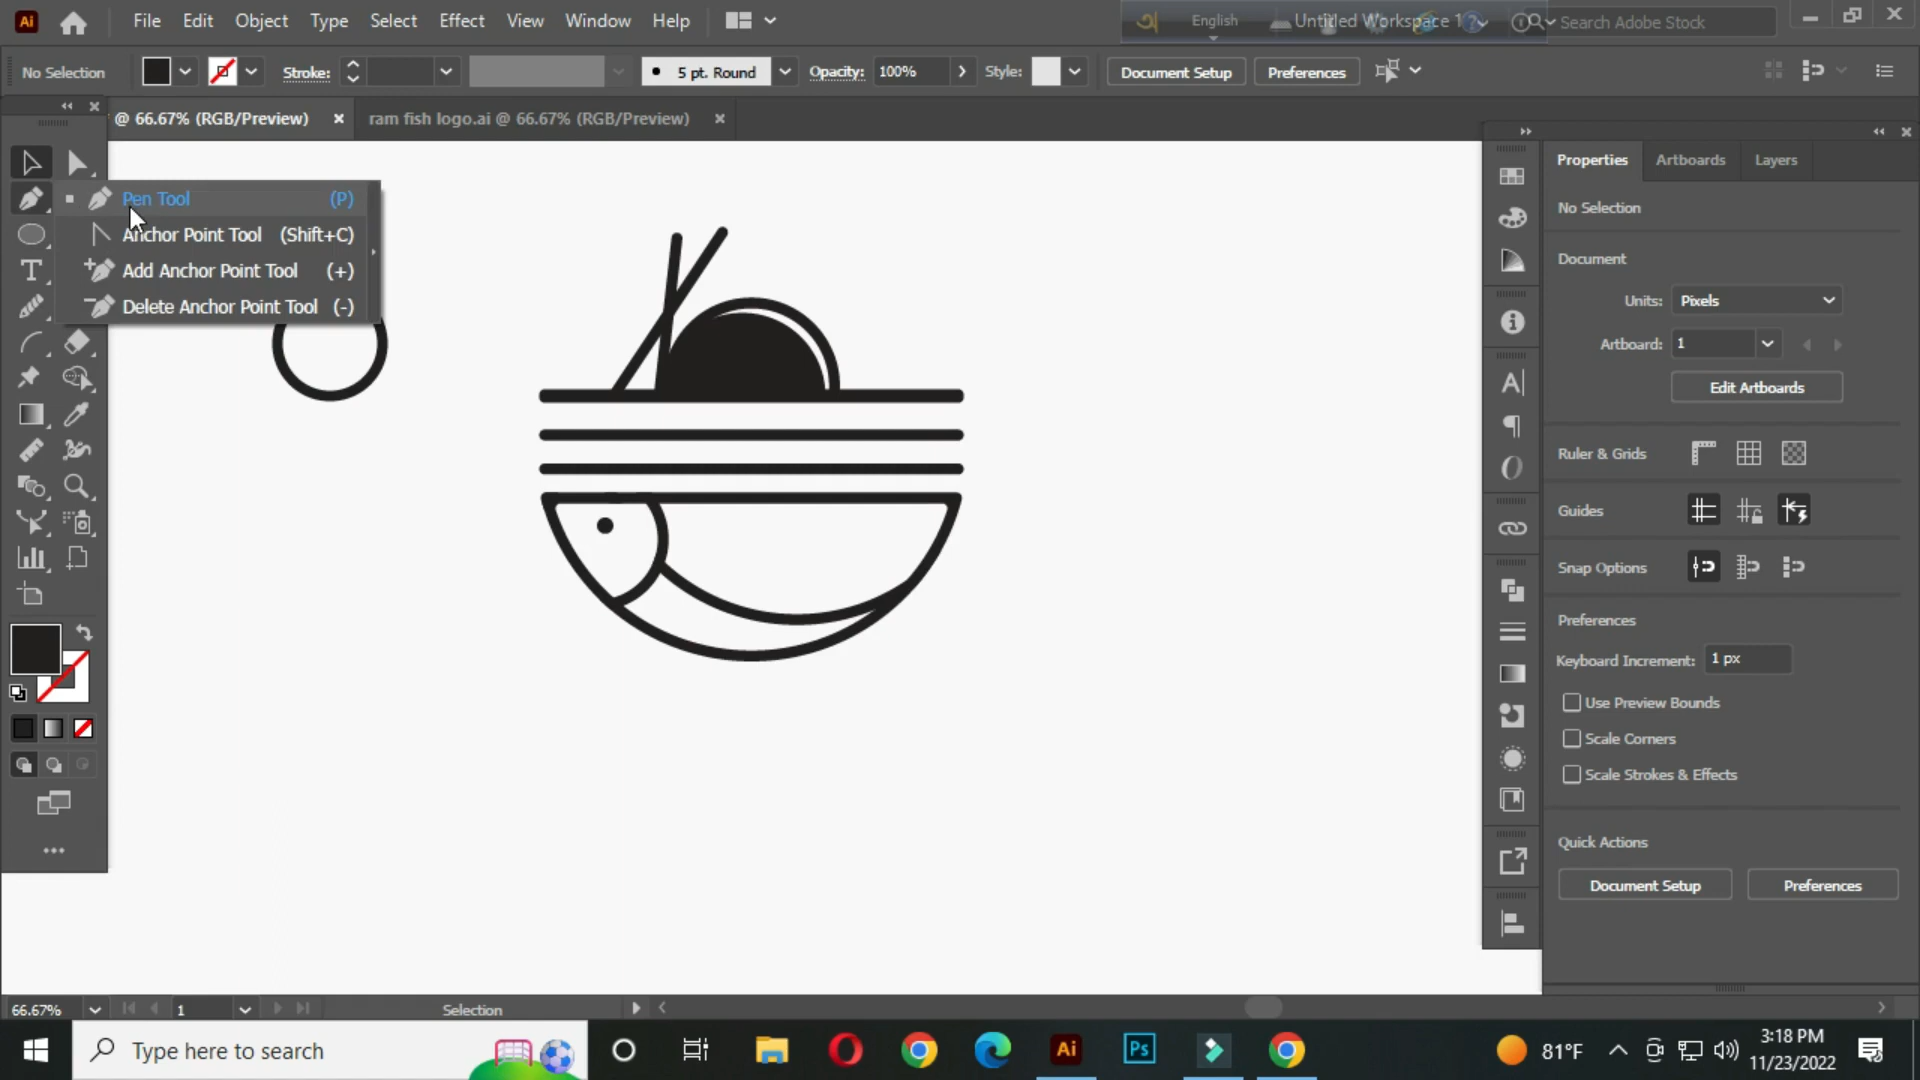 Ai File Edit Object Type Select Effect View Window Help English Untitled Workspace 1 Search Adobe Stock
No Selection Stroke: 5 pt. Round Opacity: 100% Style: Document Setup Preferences
@ 66.67% (RGB/Preview) × ram fish logo.ai @ 66.67% (RGB/Preview) ×
Pen Tool (P)
Anchor Point Tool (Shift+C)
Add Anchor Point Tool (+)
Delete Anchor Point Tool (-)
Properties Artboards Layers
No Selection
Document
Units: Pixels
Artboard: 1
Edit Artboards
Ruler & Grids
Guides
Snap Options
Preferences
Keyboard Increment: 1 px
Use Preview Bounds
Scale Corners
Scale Strokes & Effects
Quick Actions
Document Setup Preferences
66.67% 1 Selection
Type here to search Ai Ps 81°F 3:18 PM
11/23/2022